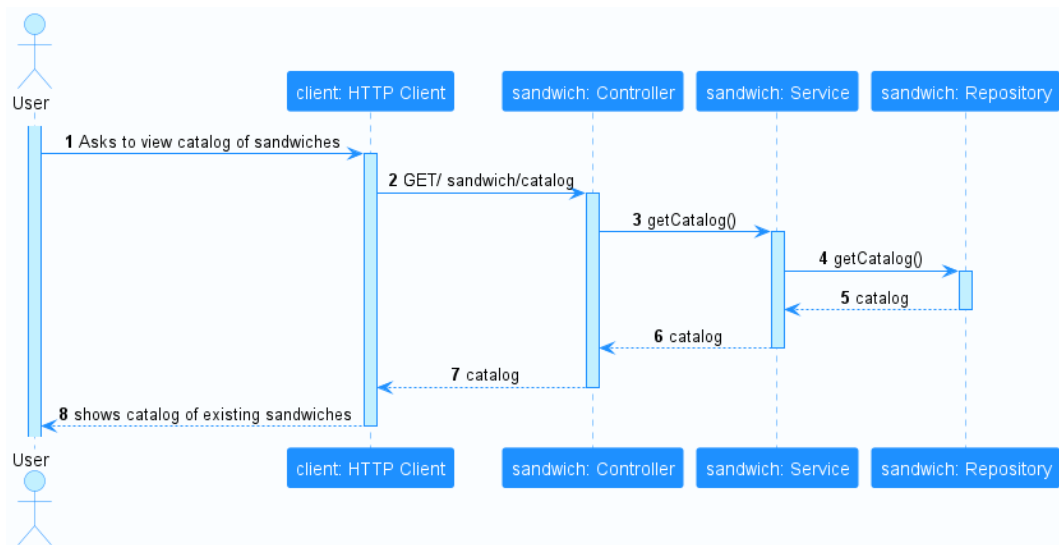 User
client: HTTP Client
sandwich: Controller
sandwich: Service
sandwich: Repository
1 Asks to view catalog of sandwiches
2 GET/ sandwich/catalog
3 getCatalog()
4 getCatalog()
5 catalog
6 catalog
7 catalog
8 shows catalog of existing sandwiches
User
client: HTTP Client
sandwich: Controller
sandwich: Service
sandwich: Repository